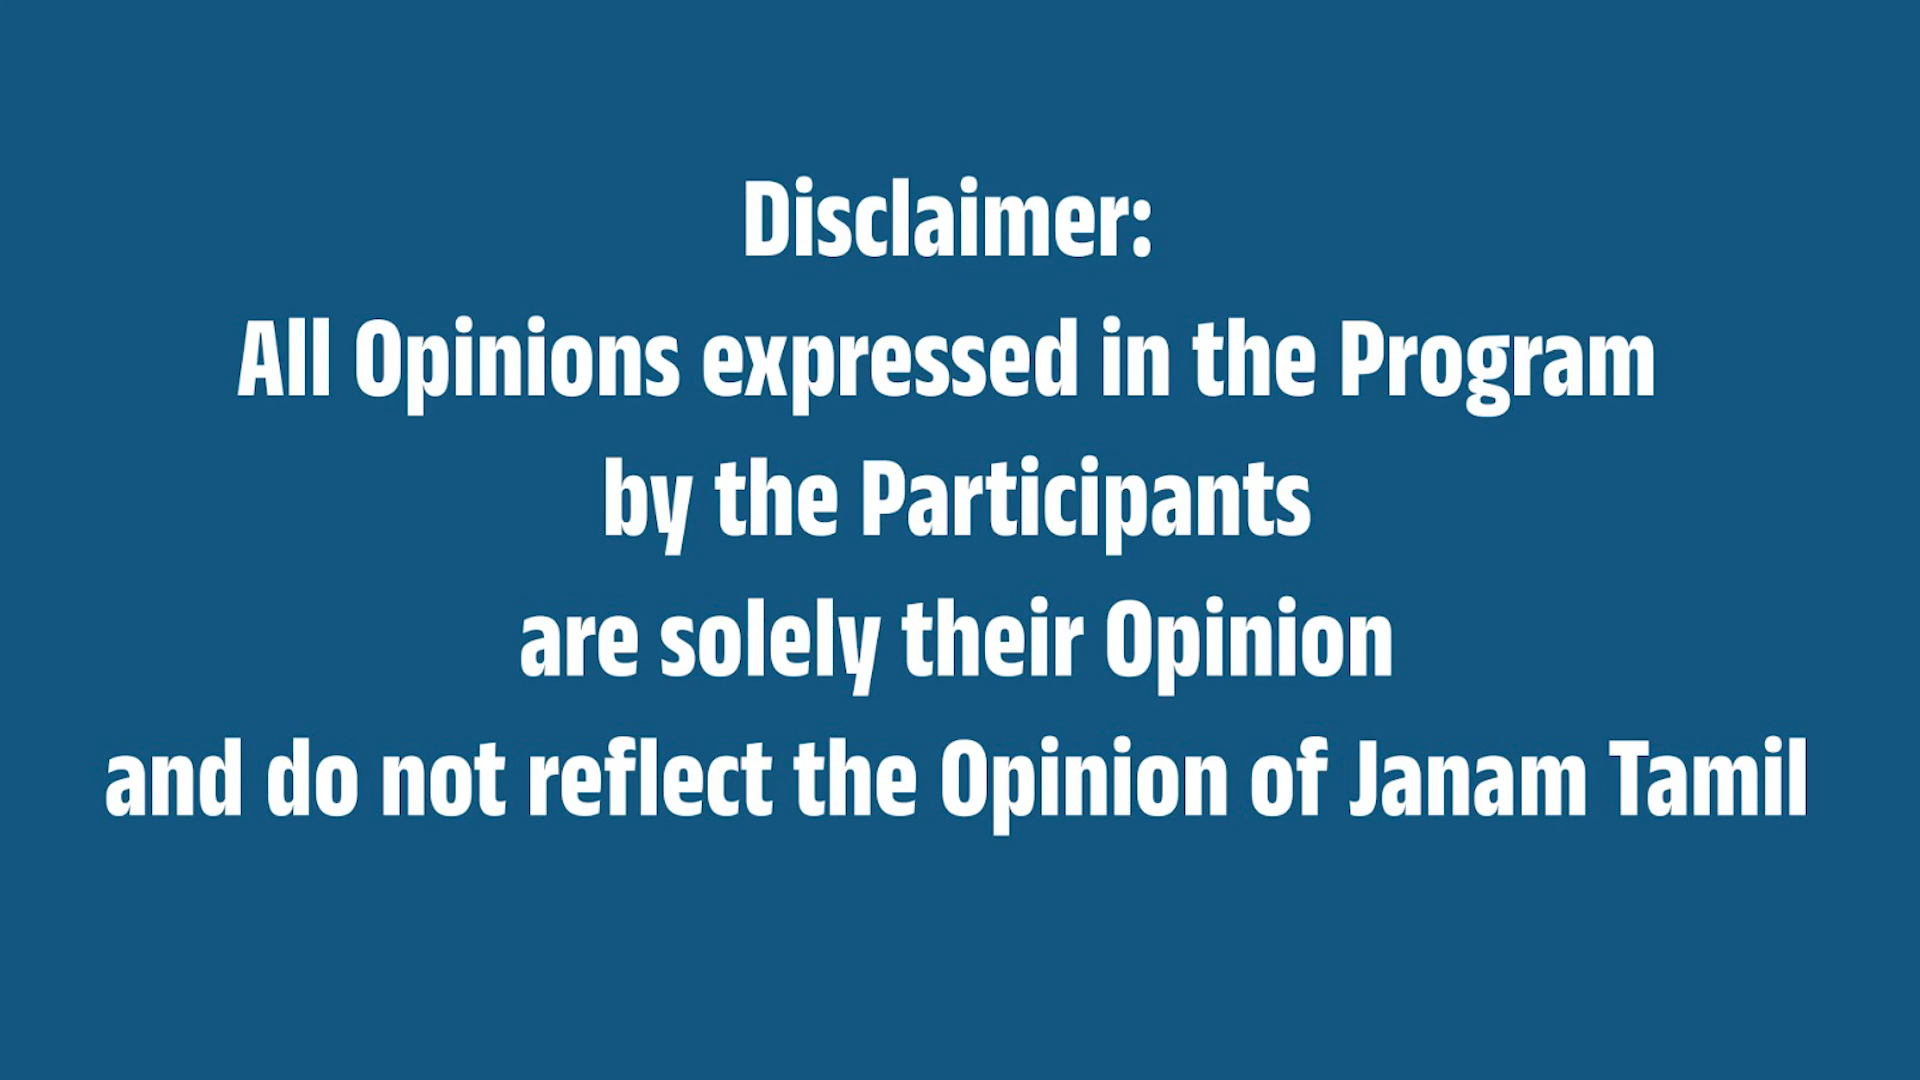 Disclaimer:
All Opinions expressed in the Program
by the Participants
are solely their Opinion
and do not reflect the Opinion of Janam Tamil